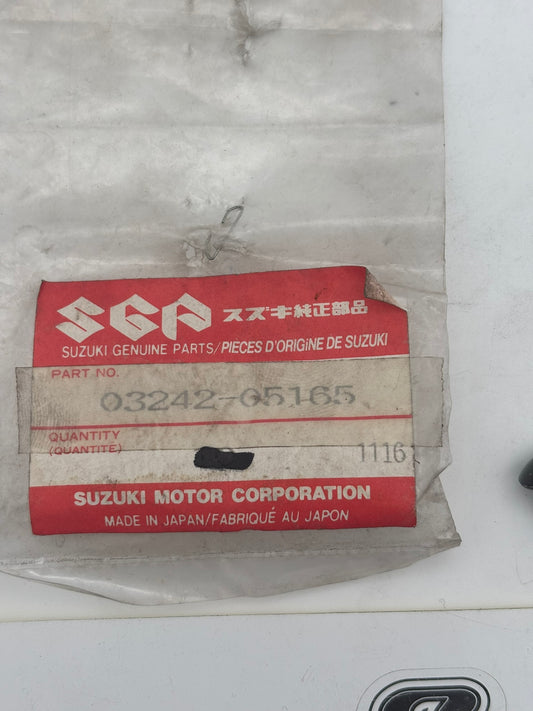 SGP スズキ純正部品
SUZUKI GENUINE PARTS/PIECES D'ORIGINE DE SUZUKI
PART NO.
03242-05165
QUANTITY
(QUANTITÉ)
1116
SUZUKI MOTOR CORPORATION
MADE IN JAPAN/FABRIQUÉ AU JAPON